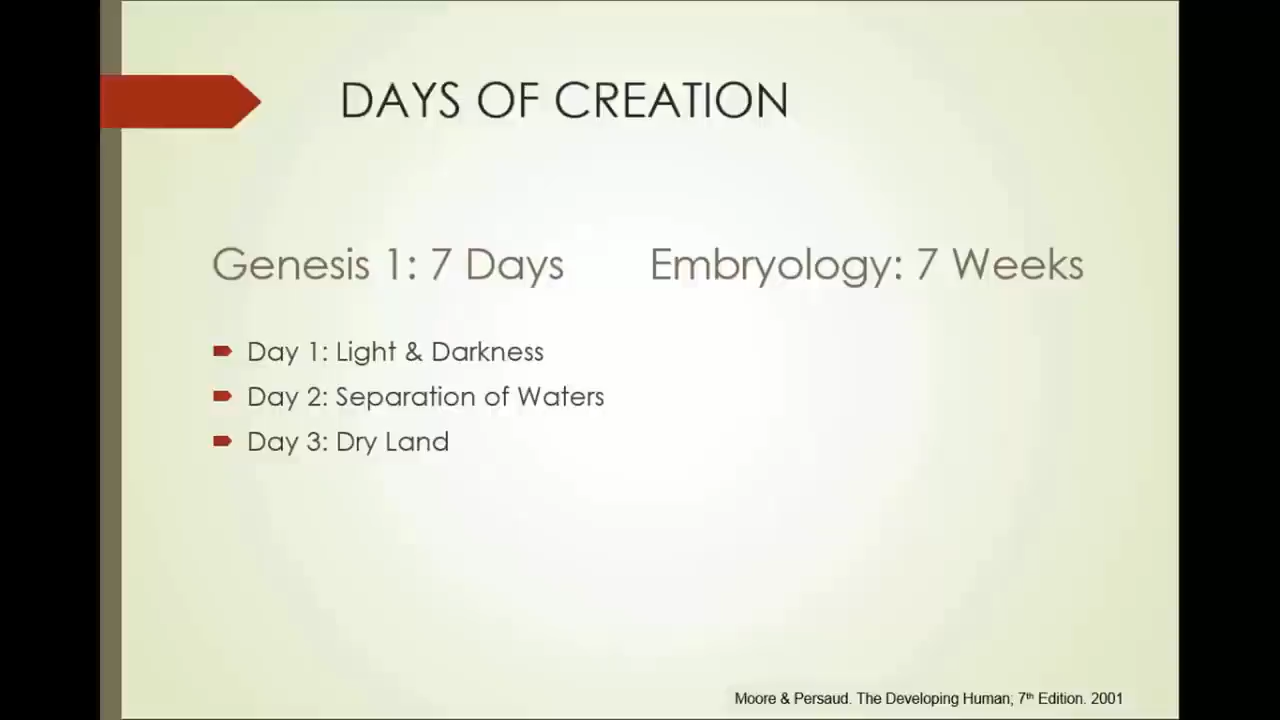 DAYS OF CREATION
Genesis 1: 7 Days
Embryology: 7 Weeks
Day 1: Light & Darkness
Day 2: Separation of Waters
Day 3: Dry Land
Moore & Persaud. The Developing Human; 7th Edition. 2001